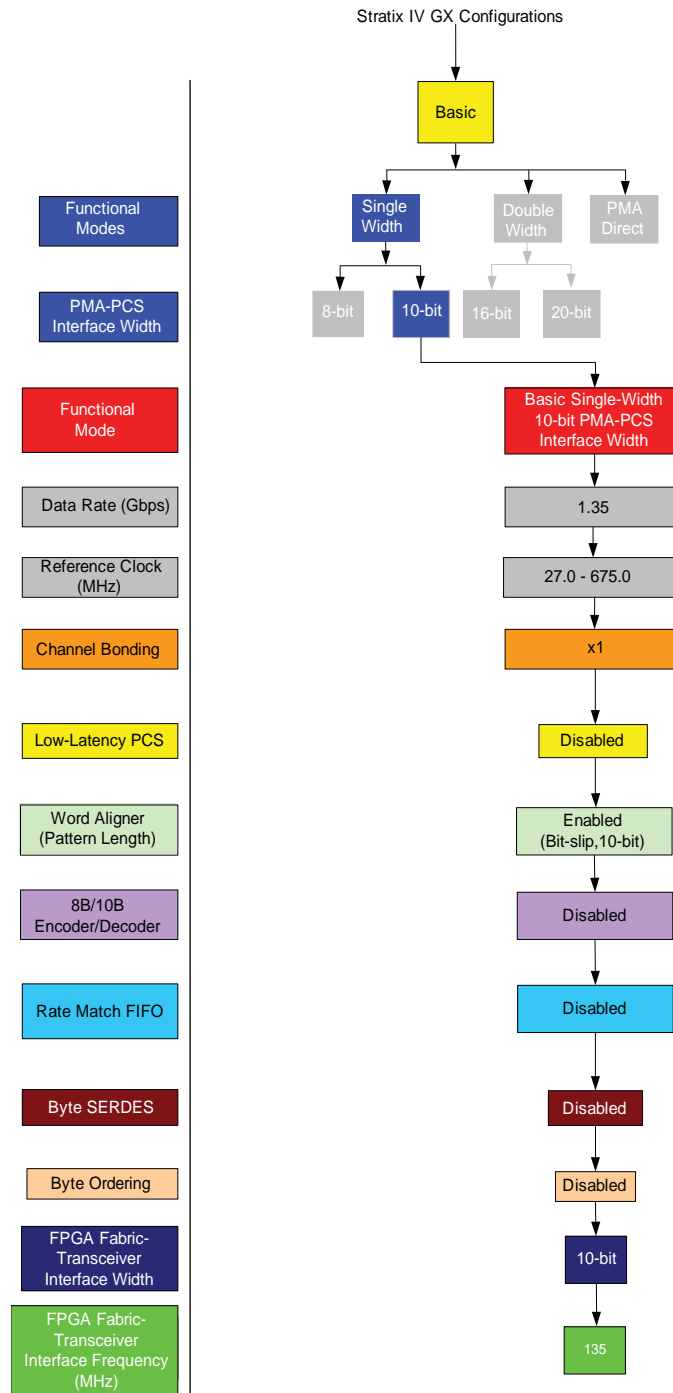 Stratix IV GX Configurations
Basic
Functional
Modes
Single
Width
Double
Width
PMA
Direct
PMA-PCS
Interface Width
8-bit
10-bit
16-bit
20-bit
Functional
Mode
Basic Single-Width
10-bit PMA-PCS
Interface Width
Data Rate (Gbps)
1.35
Reference Clock
(MHz)
27.0 - 675.0
Channel Bonding
x1
Low-Latency PCS
Disabled
Word Aligner
(Pattern Length)
Enabled
(Bit-slip,10-bit)
8B/10B
Encoder/Decoder
Disabled
Rate Match FIFO
Disabled
Byte SERDES
Disabled
Byte Ordering
Disabled
FPGA Fabric-
Transceiver
Interface Width
10-bit
FPGA Fabric-
Transceiver
Interface Frequency
(MHz)
135